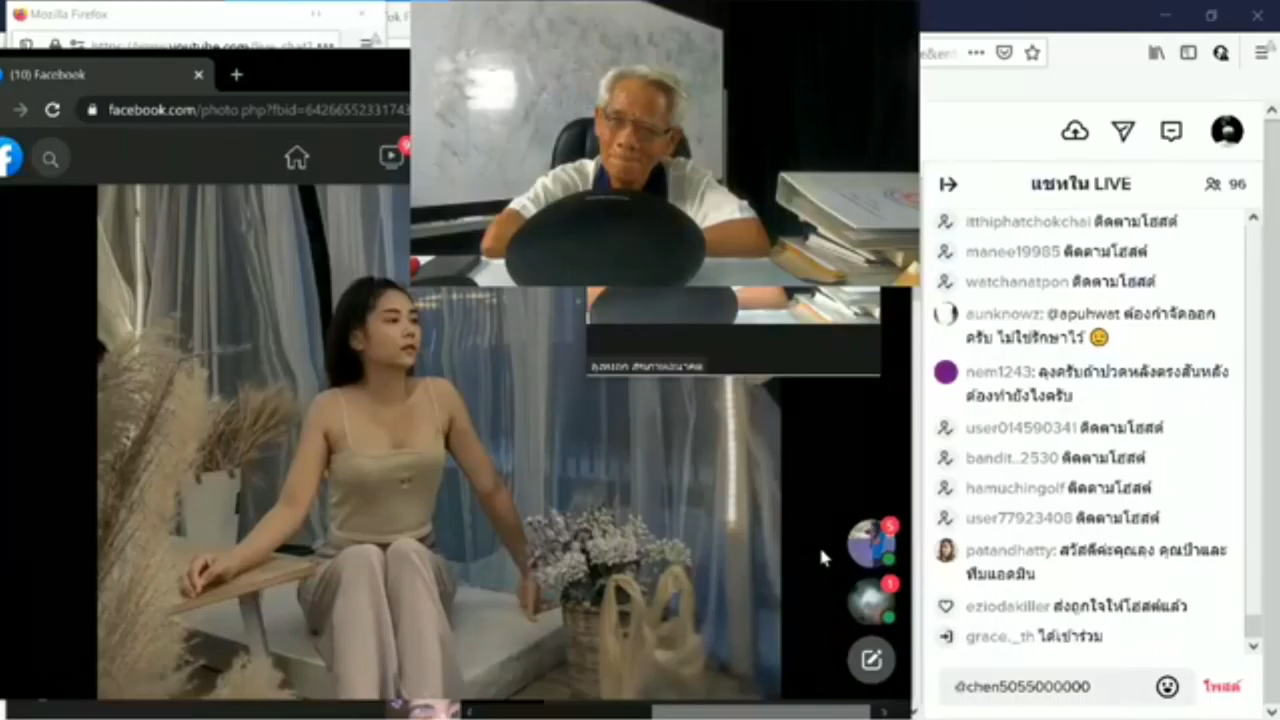 Mozilla Firefox
https://www.youtube.com/live_chat?
(10) Facebook
facebook.com/photo.php?fbid=64266552331743
แชทใน LIVE
96
itthiphatchokchai ติดตามโฮสต์
manee19985 ติดตามโฮสต์
watchanatpon ติดตามโฮสต์
aunknowz: @apuhwat ต้องกำจัดออก
ครับ ไม่ใช่รักษาไว้
nem1243: ลุงครับถ้าปวดหลังตรงสันหลัง
ต้องทำยังไงครับ
user014590341 ติดตามโฮสต์
bandit..2530 ติดตามโฮสต์
hamuchingolf ติดตามโฮสต์
user77923408 ติดตามโฮสต์
5
patandhatty: สวัสดีค่ะคุณลุง คุณป้าและ
ทีมแอดมิน
1
eziodakiller ส่งถูกใจให้โฮสต์แล้ว
grace._th ได้เข้าร่วม
@chen5055000000
โพสต์